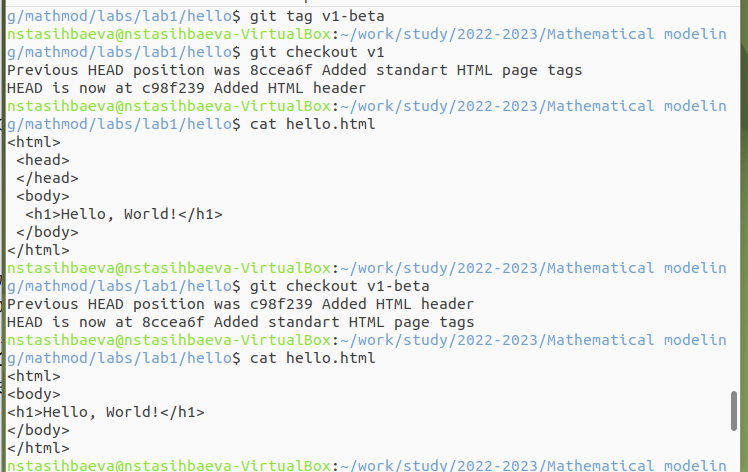 g/mathmod/labs/lab1/hello$ git tag v1-beta
nstasihbaeva@nstasihbaeva-VirtualBox:~/work/study/2022-2023/Mathematical modelin
g/mathmod/labs/lab1/hello$ git checkout v1
Previous HEAD position was 8ccea6f Added standart HTML page tags
HEAD is now at c98f239 Added HTML header
nstasihbaeva@nstasihbaeva-VirtualBox:~/work/study/2022-2023/Mathematical modelin
g/mathmod/labs/lab1/hello$ cat hello.html
<html>
 <head>
 </head>
 <body>
  <h1>Hello, World!</h1>
 </body>
</html>
nstasihbaeva@nstasihbaeva-VirtualBox:~/work/study/2022-2023/Mathematical modelin
g/mathmod/labs/lab1/hello$ git checkout v1-beta
Previous HEAD position was c98f239 Added HTML header
HEAD is now at 8ccea6f Added standart HTML page tags
nstasihbaeva@nstasihbaeva-VirtualBox:~/work/study/2022-2023/Mathematical modelin
g/mathmod/labs/lab1/hello$ cat hello.html
<html>
<body>
<h1>Hello, World!</h1>
</body>
</html>
nstasihbaeva@nstasihbaeva-VirtualBox:~/work/study/2022-2023/Mathematical modelin